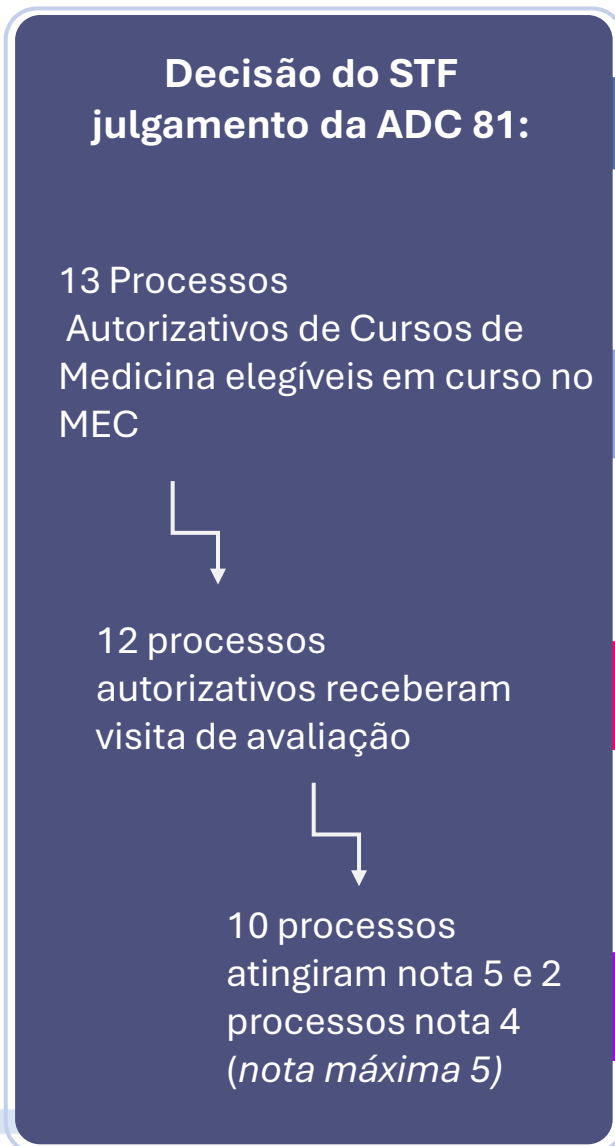 Decisão do STF
julgamento da ADC 81:
13 Processos
Autorizativos de Cursos de
Medicina elegíveis em curso no
MEC
12 processos
autorizativos receberam
visita de avaliação
10 processos
atingiram nota 5 e 2
processos nota 4
(nota máxima 5)